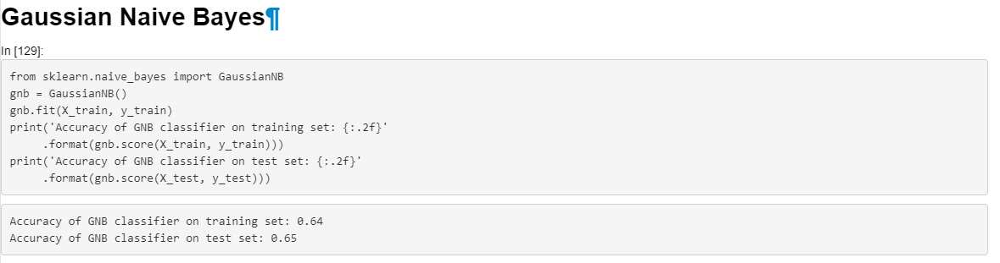 Gaussian Naive Bayes¶
In [129]:
from sklearn.naive_bayes import GaussianNB
gnb = GaussianNB()
gnb.fit(X_train, y_train)
print('Accuracy of GNB classifier on training set: {:.2f}'
     .format(gnb.score(X_train, y_train)))
print('Accuracy of GNB classifier on test set: {:.2f}'
     .format(gnb.score(X_test, y_test)))
Accuracy of GNB classifier on training set: 0.64
Accuracy of GNB classifier on test set: 0.65